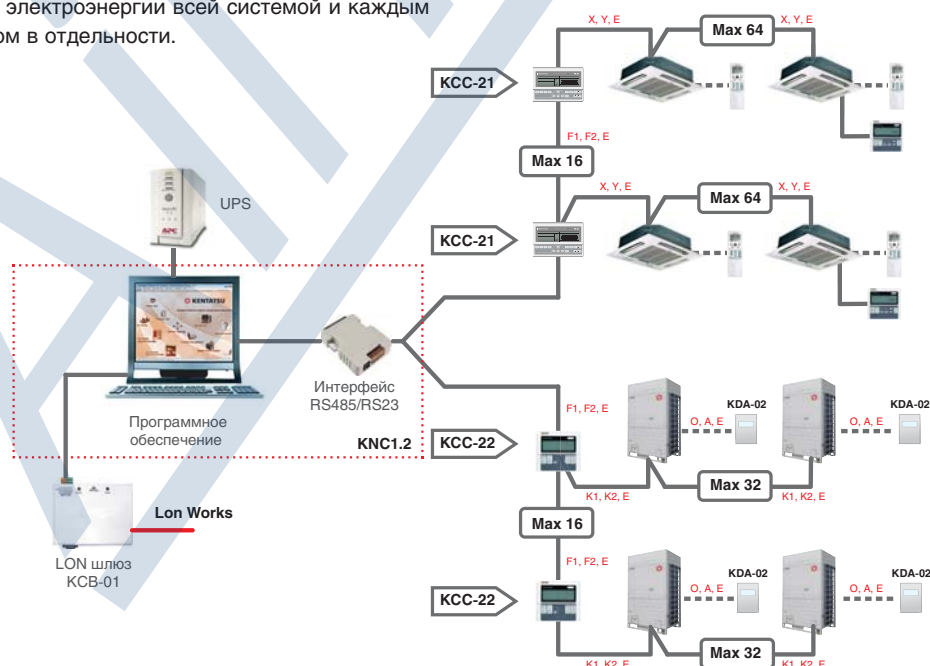 электроэнергии всей системой и каждым
ом в отдельности.
X, Y, E
Max 64
X, Y, E
KCC-21
F1, F2, E
Max 16
X, Y, E
Max 64
X, Y, E
KCC-21
UPS
APC
KENTATSU
Интерфейс
RS485/RS23
Программное
обеспечение
KNC1.2
F1, F2, E
KCC-22
O, A, E
KDA-02
O, A, E
KDA-02
K1, K2, E
Max 32
K1, K2, E
Max 16
Lon Works
LON шлюз
KCB-01
F1, F2, E
KCC-22
O, A, E
KDA-02
O, A, E
KDA-02
K1, K2, E
Max 32
K1, K2, E